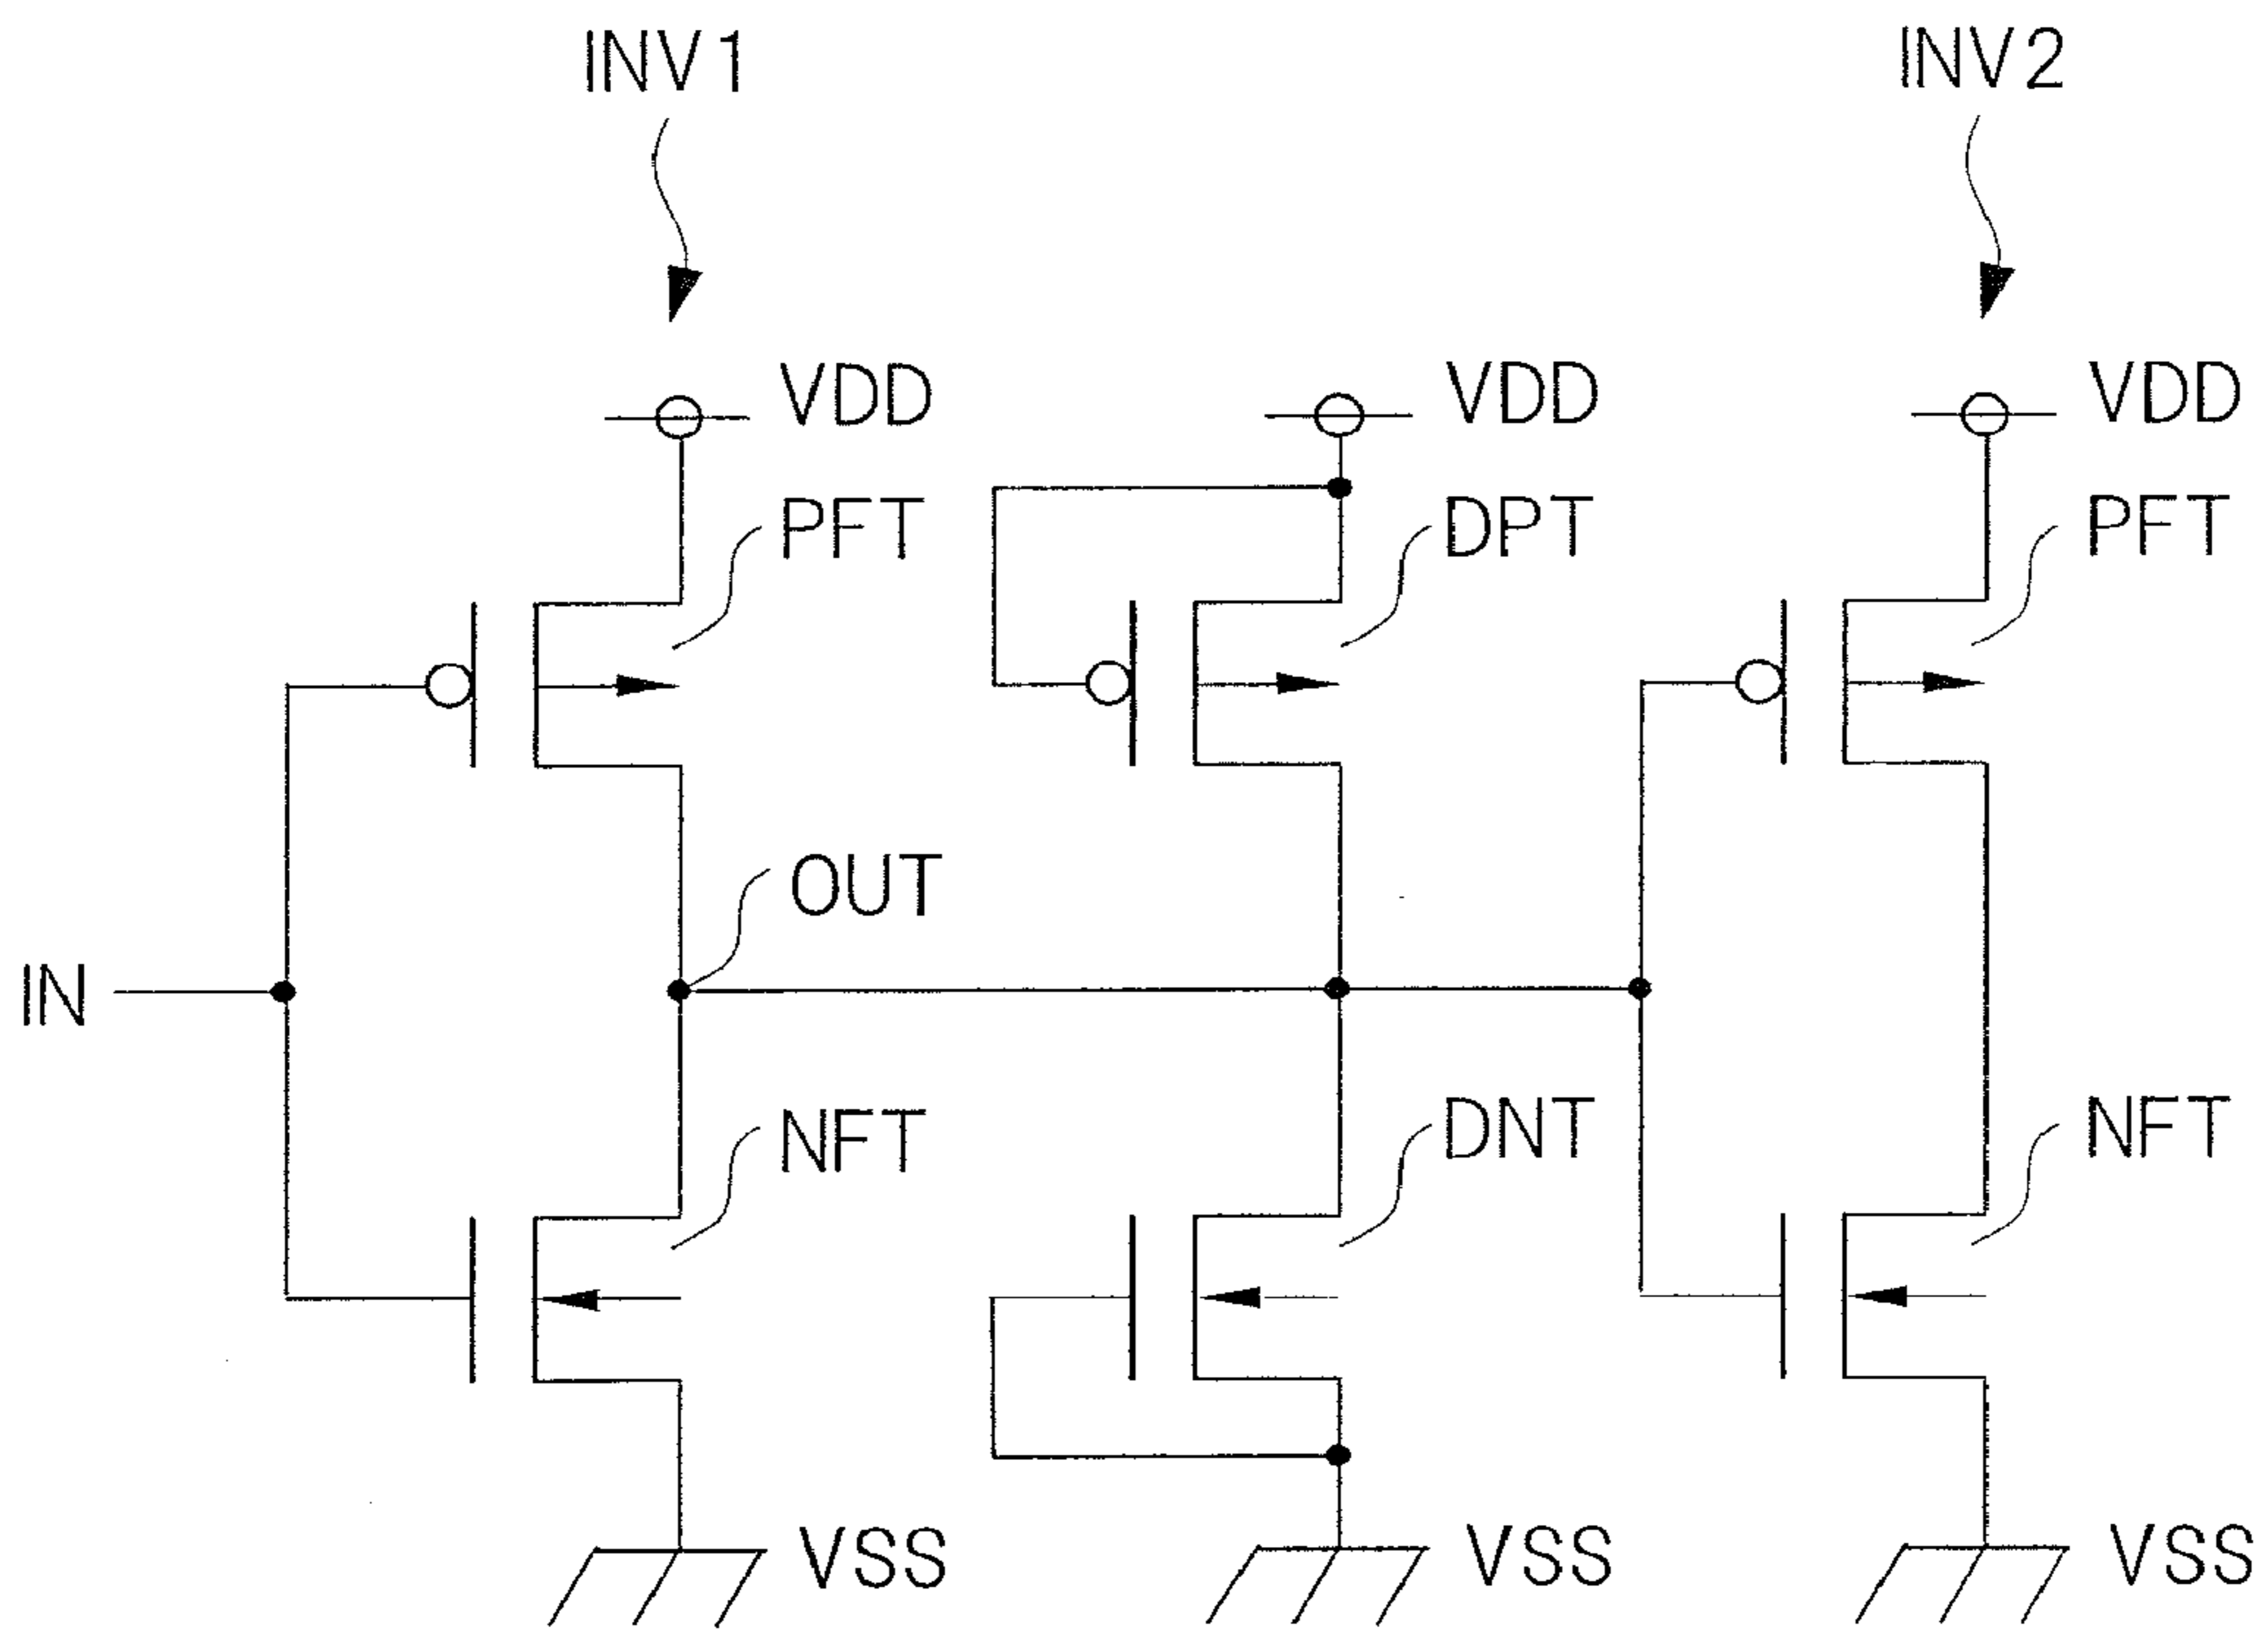 INV1
INV2
VDD
VDD
VDD
PFT
DPT
PFT
OUT
IN
NFT
DNT
NFT
VSS
VSS
VSS